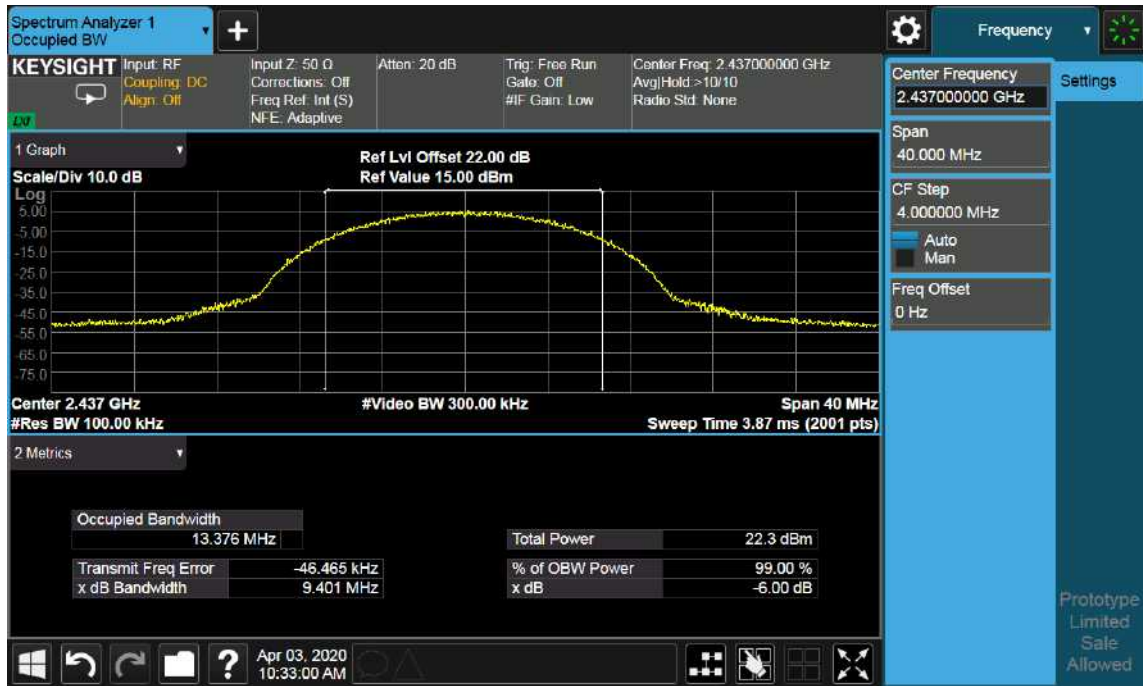 Spectrum Analyzer 1
Occupied BW
Frequency
KEYSIGHT
LXI
Input: RF
Coupling: DC
Align: Off
Input Z: 50 Ω
Corrections: Off
Freq Ref: Int (S)
NFE: Adaptive
Atten: 20 dB
Trig: Free Run
Gate: Off
#IF Gain: Low
Center Freq: 2.437000000 GHz
Avg|Hold:>10/10
Radio Std: None
Center Frequency
2.437000000 GHz
Settings
Span
40.000 MHz
CF Step
4.000000 MHz
Auto
Man
Freq Offset
0 Hz
1 Graph
Scale/Div 10.0 dB
Ref Lvl Offset 22.00 dB
Ref Value 15.00 dBm
Log
5.00
-5.00
-15.0
-25.0
-35.0
-45.0
-55.0
-65.0
-75.0
Center 2.437 GHz
#Video BW 300.00 kHz
Span 40 MHz
#Res BW 100.00 kHz
Sweep Time 3.87 ms (2001 pts)
2 Metrics
Occupied Bandwidth
13.376 MHz
Total Power 22.3 dBm
Transmit Freq Error -46.465 kHz
% of OBW Power 99.00 %
x dB Bandwidth 9.401 MHz
x dB -6.00 dB
Prototype
Limited
Sale
Allowed
?
Apr 03, 2020
10:33:00 AM